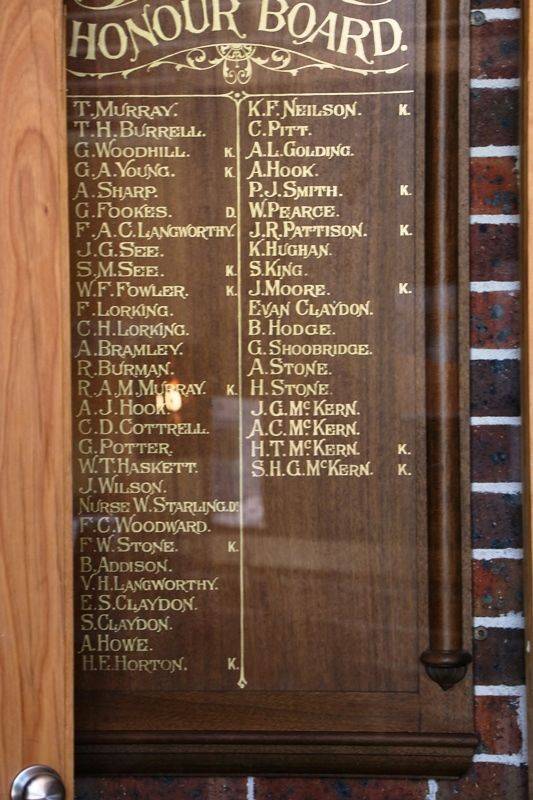 HONOUR BOARD.
T. MURRAY.
T. H. BURRELL.
G. WOODHILL. K.
G. A. YOUNG. K.
A. SHARP.
G. FOOKES. D.
F. A. C. LANGWORTHY.
J. G. SEE.
S. M. SEE. K.
W. F. FOWLER. K.
F. LORKING.
C. H. LORKING.
A. BRAMLEY.
R. BURMAN.
R. A. M. MURRAY. K.
A. J. HOOK.
C. D. COTTRELL.
G. POTTER.
W. T. HASKETT.
J. WILSON.
NURSE W. STARLING. D.
F. C. WOODWARD.
F. W. STONE. K.
B. ADDISON.
V. H. LANGWORTHY.
E. S. CLAYDON.
S. CLAYDON.
A. HOWE.
H. E. HORTON. K.
K. F. NEILSON. K.
C. PITT.
A. L. GOLDING.
A. HOOK.
P. J. SMITH. K.
W. PEARCE.
J. R. PATTISON. K.
K. HUGHAN.
S. KING.
J. MOORE. K.
EVAN CLAYDON.
B. HODGE.
G. SHOOBRIDGE.
A. STONE.
H. STONE.
J. G. McKERN.
A. C. McKERN.
H. T. McKERN. K.
S. H. G. McKERN. K.